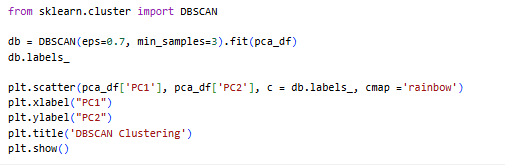 from sklearn.cluster import DBSCAN
db = DBSCAN(eps=0.7, min_samples=3).fit(pca_df)
db.labels_
plt.scatter(pca_df['PC1'], pca_df['PC2'], c = db.labels_, cmap ='rainbow')
plt.xlabel("PC1")
plt.ylabel("PC2")
plt.title('DBSCAN Clustering')
plt.show()